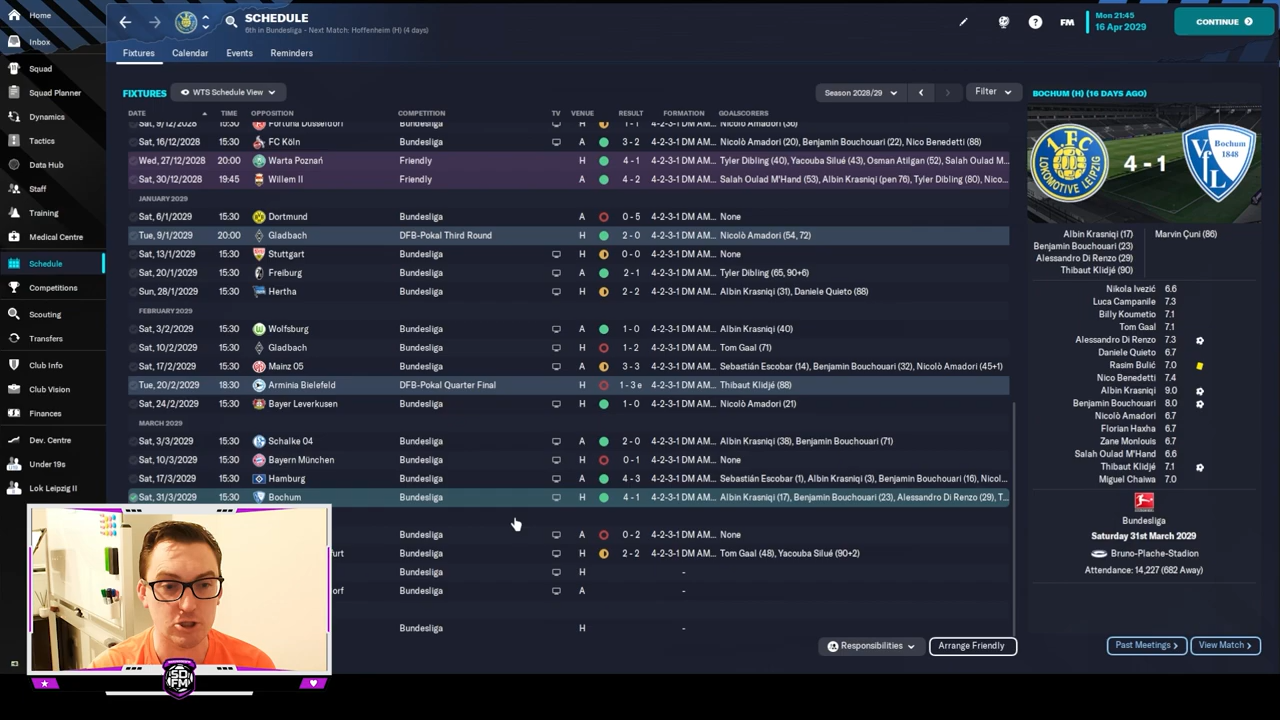 Home
SCHEDULE
6th in Bundesliga - Next Match: Hoffenheim (H) (4 days)
FM
Mon 21:45
16 Apr 2029
CONTINUE
Inbox
Squad
Squad Planner
Dynamics
Tactics
Data Hub
Staff
Training
Medical Centre
Schedule
Competitions
Scouting
Transfers
Club Info
Club Vision
Finances
Dev. Centre
Under 19s
Lok Leipzig II
Fixtures Calendar Events Reminders
FIXTURES WTS Schedule View Season 2028/29 Filter
DATE TIME OPPOSITION COMPETITION TV VENUE RESULT FORMATION GOALSCORERS
Sat, 9/12/2028 15:30 Fortuna Düsseldorf Bundesliga H 1 - 1 4-2-3-1 DM AM... Nicolò Amadori (36)
Sat, 16/12/2028 15:30 FC Köln Bundesliga A 3 - 2 4-2-3-1 DM AM... Nicolò Amadori (20), Benjamin Bouchouari (22), Nico Benedetti (88)
Wed, 27/12/2028 20:00 Warta Poznań Friendly H 4 - 1 4-2-3-1 DM AM... Tyler Dibling (40), Yacouba Silué (43), Osman Atilgan (52), Salah Oulad M...
Sat, 30/12/2028 19:45 Willem II Friendly A 4 - 2 4-2-3-1 DM AM... Salah Oulad M'Hand (53), Albin Krasniqi (pen 76), Tyler Dibling (80), Nico...
JANUARY 2029
Sat, 6/1/2029 15:30 Dortmund Bundesliga A 0 - 5 4-2-3-1 DM AM... None
Tue, 9/1/2029 20:00 Gladbach DFB-Pokal Third Round H 2 - 0 4-2-3-1 DM AM... Nicolò Amadori (54, 72)
Sat, 13/1/2029 15:30 Stuttgart Bundesliga H 0 - 0 4-2-3-1 DM AM... None
Sat, 20/1/2029 15:30 Freiburg Bundesliga A 2 - 1 4-2-3-1 DM AM... Tyler Dibling (65, 90+6)
Sun, 28/1/2029 15:30 Hertha Bundesliga H 2 - 2 4-2-3-1 DM AM... Albin Krasniqi (31), Daniele Quieto (88)
FEBRUARY 2029
Sat, 3/2/2029 15:30 Wolfsburg Bundesliga A 1 - 0 4-2-3-1 DM AM... Albin Krasniqi (40)
Sat, 10/2/2029 15:30 Gladbach Bundesliga H 1 - 2 4-2-3-1 DM AM... Tom Gaal (71)
Sat, 17/2/2029 15:30 Mainz 05 Bundesliga A 3 - 3 4-2-3-1 DM AM... Sebastián Escobar (14), Benjamin Bouchouari (32), Nicolò Amadori (45+1)
Tue, 20/2/2029 18:30 Arminia Bielefeld DFB-Pokal Quarter Final H 1 - 3 e 4-2-3-1 DM AM... Thibaut Klidjé (88)
Sat, 24/2/2029 15:30 Bayer Leverkusen Bundesliga H 1 - 0 4-2-3-1 DM AM... Nicolò Amadori (21)
MARCH 2029
Sat, 3/3/2029 15:30 Schalke 04 Bundesliga A 2 - 0 4-2-3-1 DM AM... Albin Krasniqi (38), Benjamin Bouchouari (71)
Sat, 10/3/2029 15:30 Bayern München Bundesliga H 0 - 1 4-2-3-1 DM AM... None
Sat, 17/3/2029 15:30 Hamburg Bundesliga A 4 - 3 4-2-3-1 DM AM... Sebastián Escobar (1), Albin Krasniqi (3), Benjamin Bouchouari (16), Nicol...
Sat, 31/3/2029 15:30 Bochum Bundesliga H 4 - 1 4-2-3-1 DM AM... Albin Krasniqi (17), Benjamin Bouchouari (23), Alessandro Di Renzo (29), T...
Bundesliga A 0 - 2 4-2-3-1 DM AM... None
urt Bundesliga H 2 - 2 4-2-3-1 DM AM... Tom Gaal (48), Yacouba Silué (90+2)
Bundesliga H -
orf Bundesliga A -
Bundesliga H -
Responsibilities Arrange Friendly
BOCHUM (H) (16 DAYS AGO)
1. FC
LOKOMOTIVE LEIPZIG
4 - 1
VfL Bochum 1848
Albin Krasniqi (17) Marvin Çuni (86)
Benjamin Bouchouari (23)
Alessandro Di Renzo (29)
Thibaut Klidjé (90)
Nikola Ivezić 6.6
Luca Campanile 7.3
Billy Koumetio 7.1
Tom Gaal 7.1
Alessandro Di Renzo 7.3
Daniele Quieto 6.7
Rasim Bulić 7.0
Nico Benedetti 7.4
Albin Krasniqi 9.0
Benjamin Bouchouari 8.0
Nicolò Amadori 6.7
Florian Haxha 6.7
Zane Monlouis 6.7
Salah Oulad M'Hand 6.6
Thibaut Klidjé 7.1
Miguel Chaiwa 7.0
Bundesliga
Saturday 31st March 2029
Bruno-Plache-Stadion
Attendance: 14,227 (682 Away)
Past Meetings View Match
SDFM